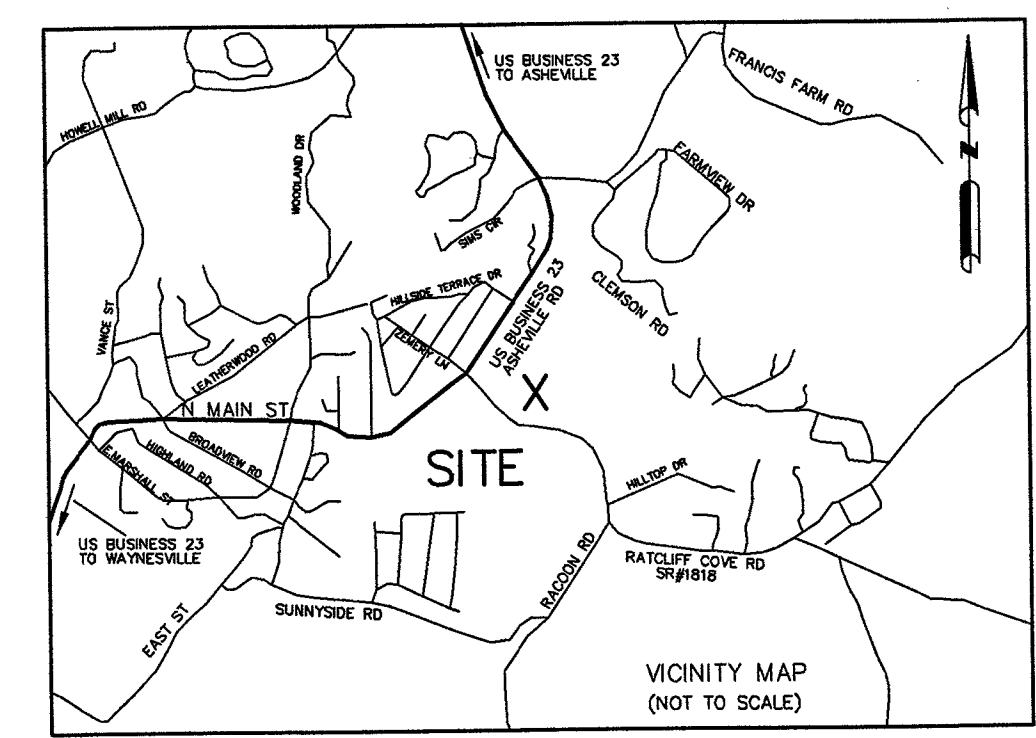 US BUSINESS 23
TO ASHEVILLE
FRANCIS FARM RD
HOWELL MILL RD
WOODLAND DR
N
FARMVIEW DR
SIMS CIR
HILLSIDE TERRACE DR
US BUSINESS 23
ASHEVILLE RD
CLEMSON RD
VANCE ST
ZEMERY LN
LEATHERWOOD RD
X
N MAIN ST
BROADVIEW RD
HIGHLAND RD
E.MARSHALL ST
SITE
HILLTOP DR
US BUSINESS 23
TO WAYNESVILLE
RATCLIFF COVE RD
SR#1818
RACOON RD
SUNNYSIDE RD
EAST ST
VICINITY MAP
(NOT TO SCALE)